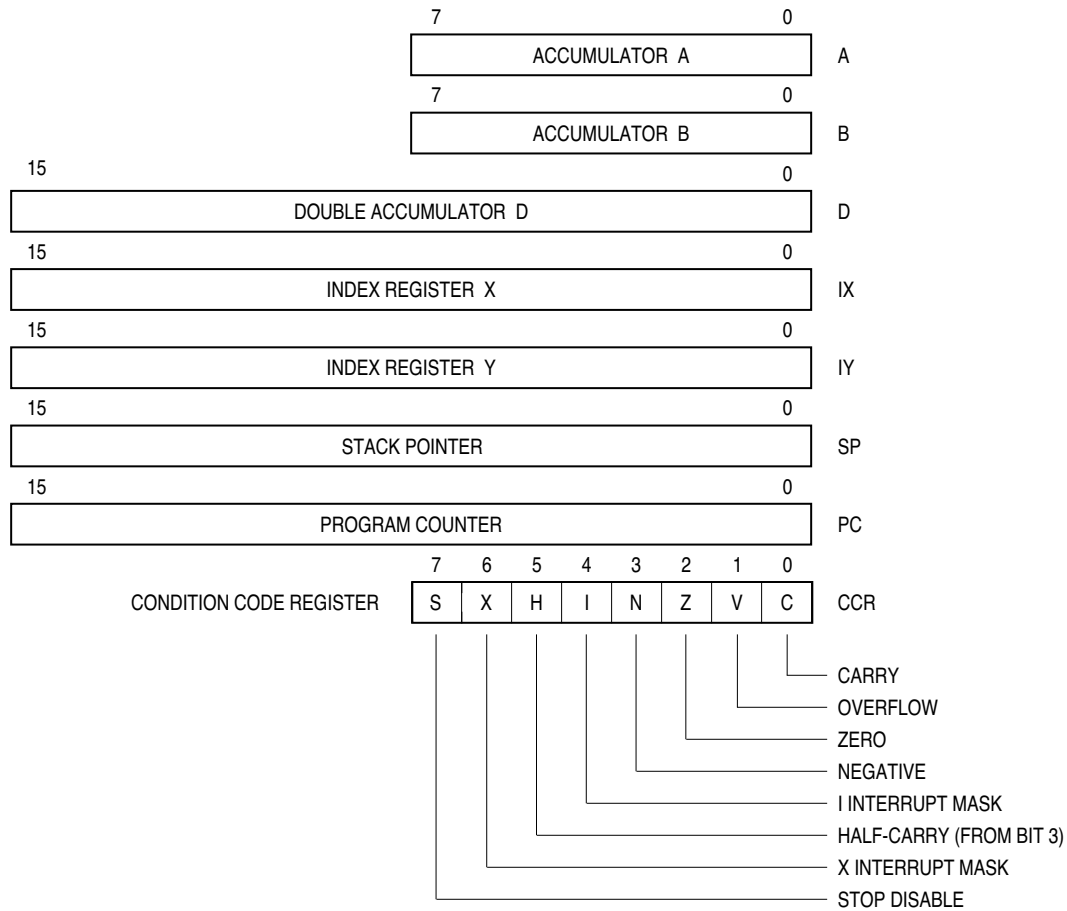 7 0
ACCUMULATOR A A
7 0
ACCUMULATOR B B
15 0
DOUBLE ACCUMULATOR D D
15 0
INDEX REGISTER X IX
15 0
INDEX REGISTER Y IY
15 0
STACK POINTER SP
15 0
PROGRAM COUNTER PC
7 6 5 4 3 2 1 0
CONDITION CODE REGISTER S X H I N Z V C CCR
CARRY
OVERFLOW
ZERO
NEGATIVE
I INTERRUPT MASK
HALF-CARRY (FROM BIT 3)
X INTERRUPT MASK
STOP DISABLE